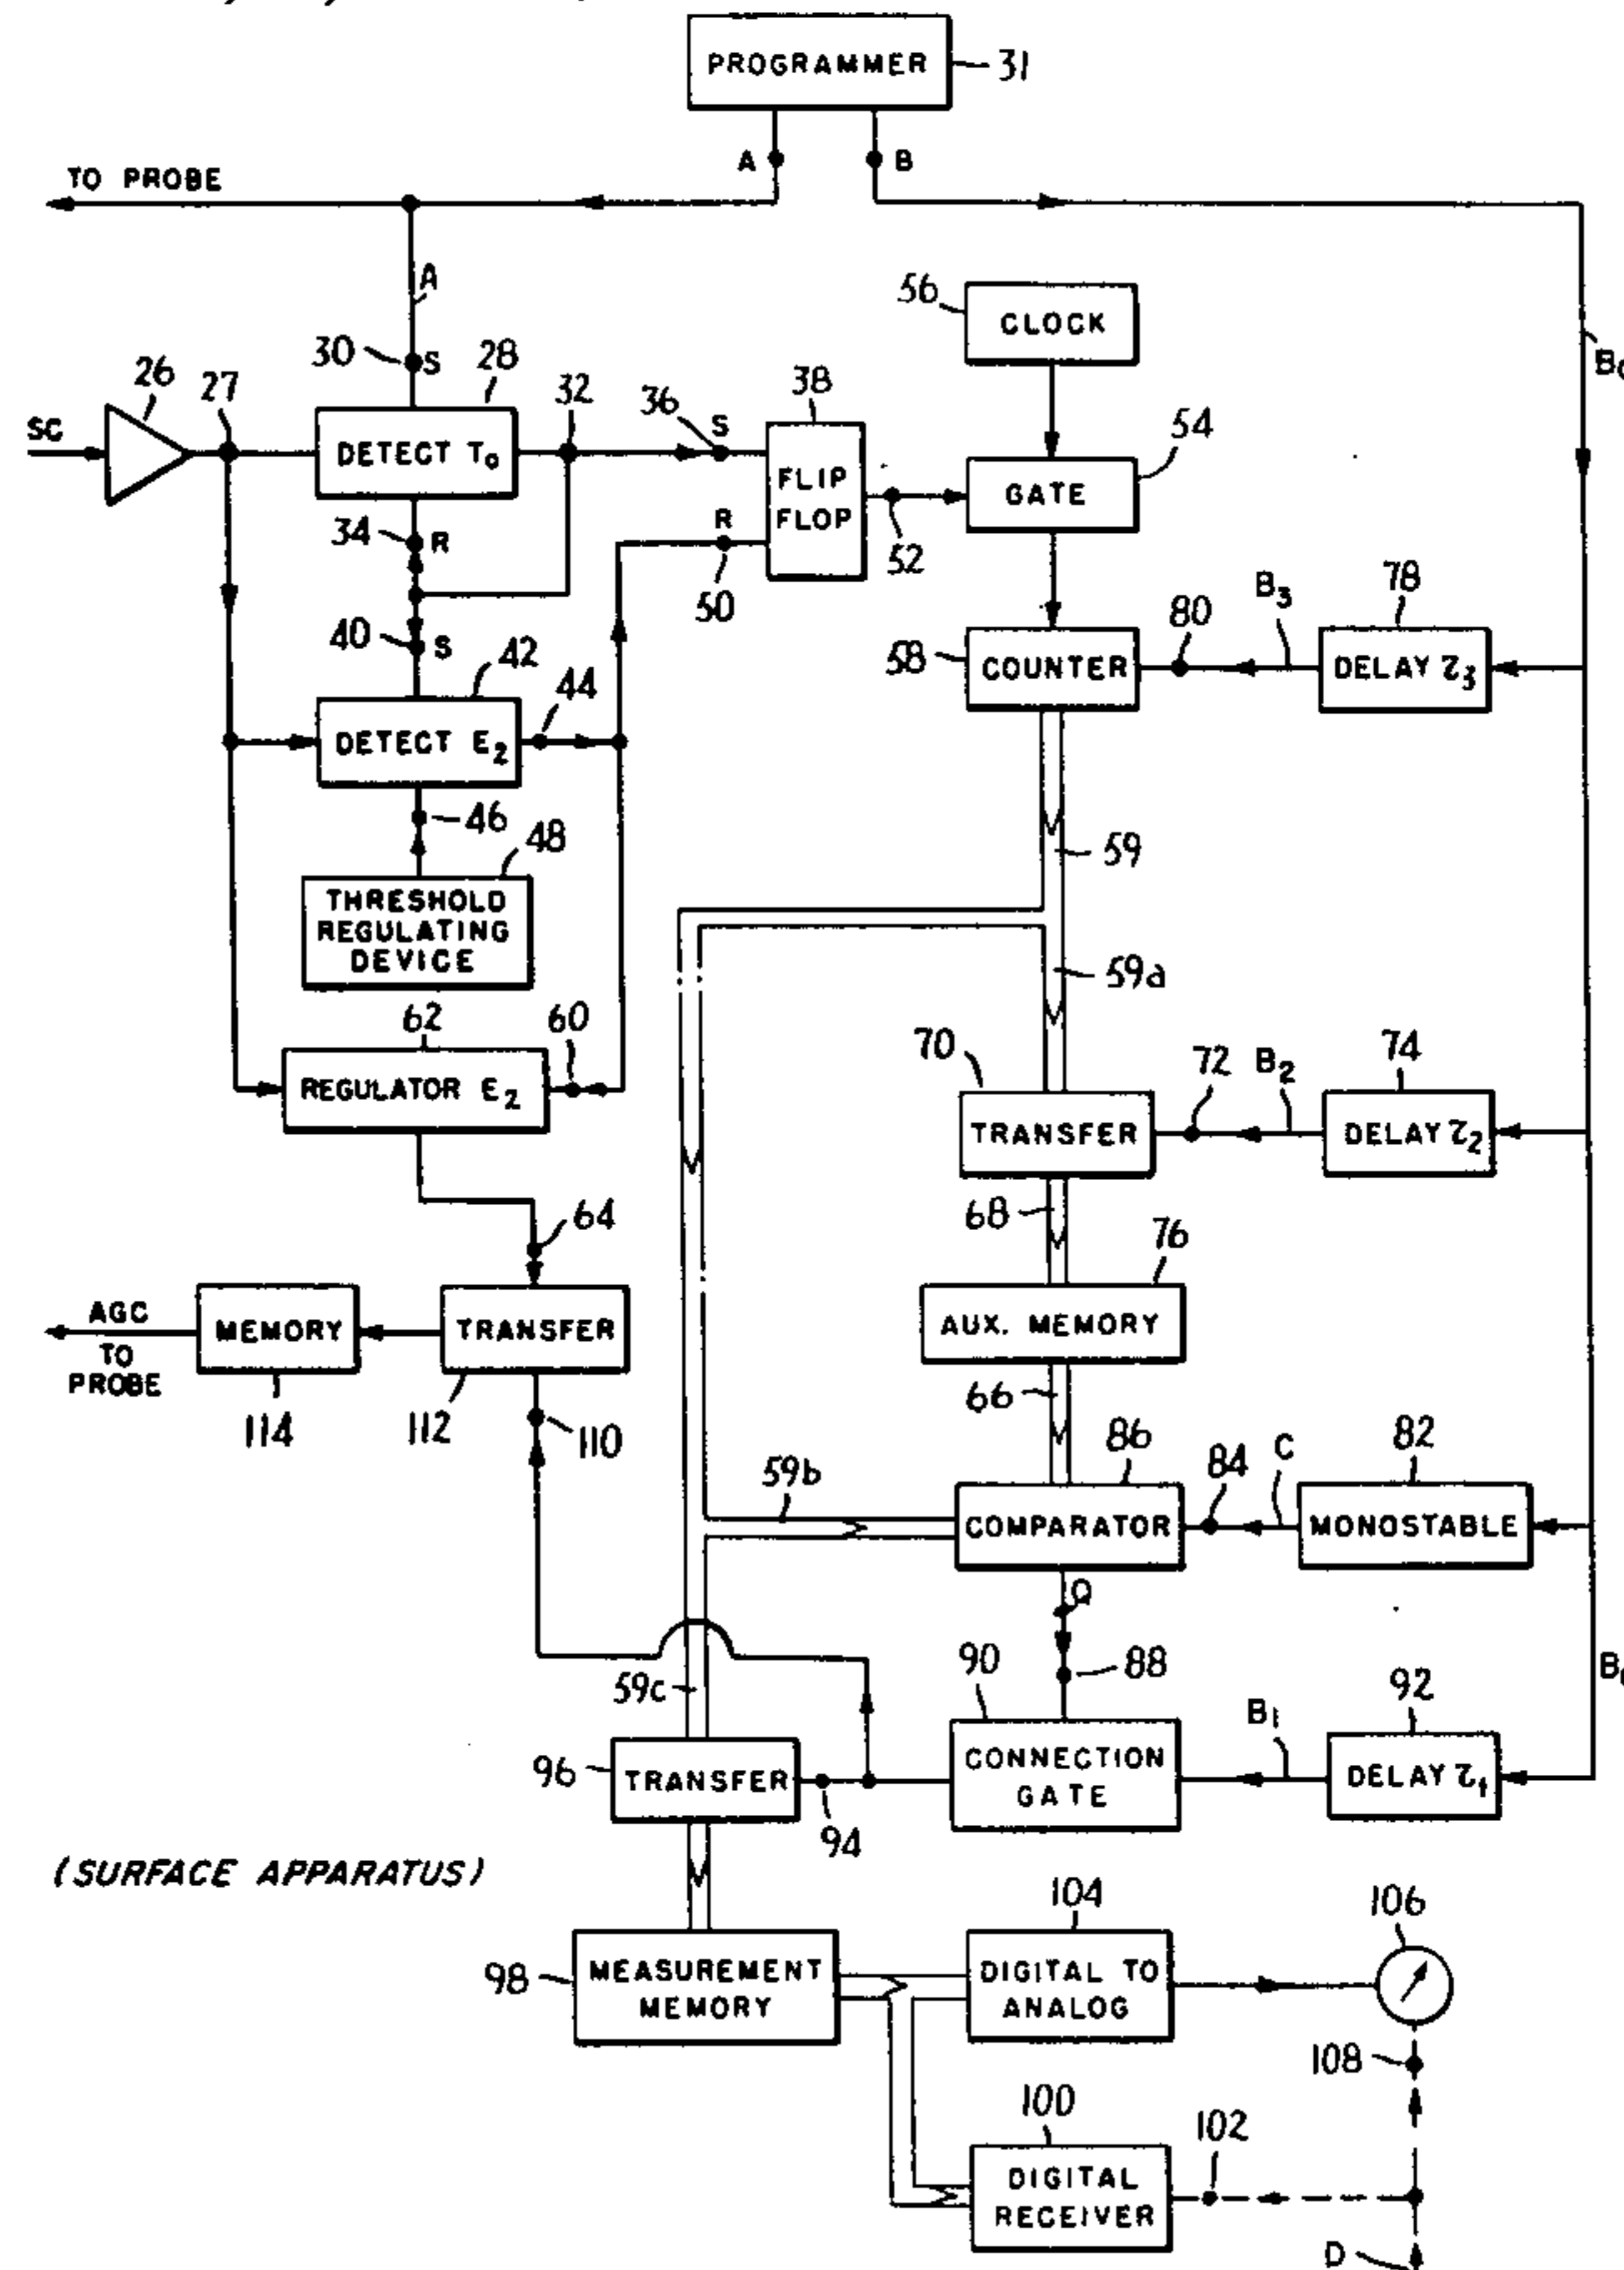 PROGRAMMER
31
A
B
TO PROBE
A
56
CLOCK
30
S
28
26
27
32
36
S
38
54
SC
DETECT T₀
FLIP
FLOP
GATE
34
R
R
52
50
B₃
80
78
40
S
42
44
58
COUNTER
DELAY τ₃
DETECT E₂
46
48
59
THRESHOLD
REGULATING
DEVICE
59a
62
60
70
72
B₂
74
REGULATOR E₂
TRANSFER
DELAY τ₂
64
68
76
AGC
TO
PROBE
MEMORY
TRANSFER
AUX. MEMORY
114
112
110
66
59b
86
84
C
82
COMPARATOR
MONOSTABLE
Q
59c
90
88
B₁
92
96
TRANSFER
94
CONNECTION
GATE
DELAY τ₁
(SURFACE APPARATUS)
104
106
98
MEASUREMENT
MEMORY
DIGITAL TO
ANALOG
108
100
102
DIGITAL
RECEIVER
D